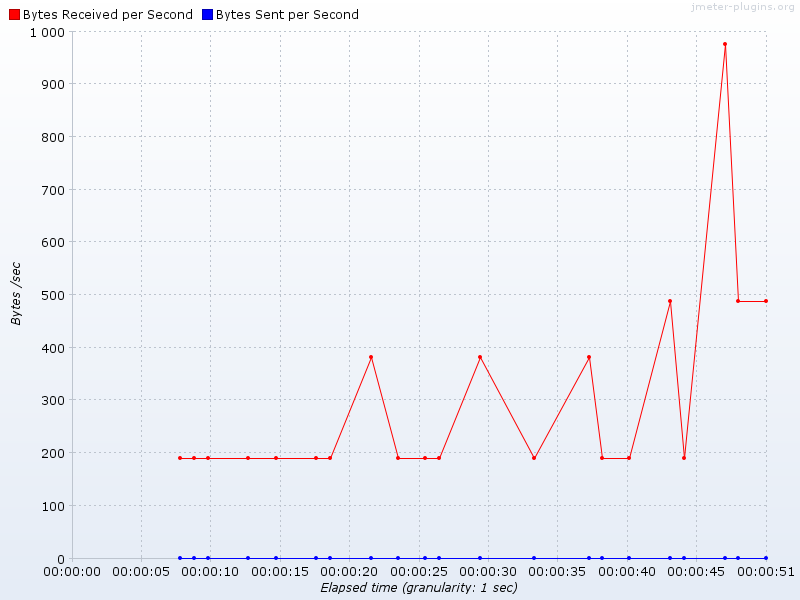 jmeter-plugins.org
Bytes Received per Second Bytes Sent per Second
1 000
900
800
700
600
500
400
300
200
100
0
Bytes /sec
00:00:00 00:00:05 00:00:10 00:00:15 00:00:20 00:00:25 00:00:30 00:00:35 00:00:40 00:00:45 00:00:51
Elapsed time (granularity: 1 sec)